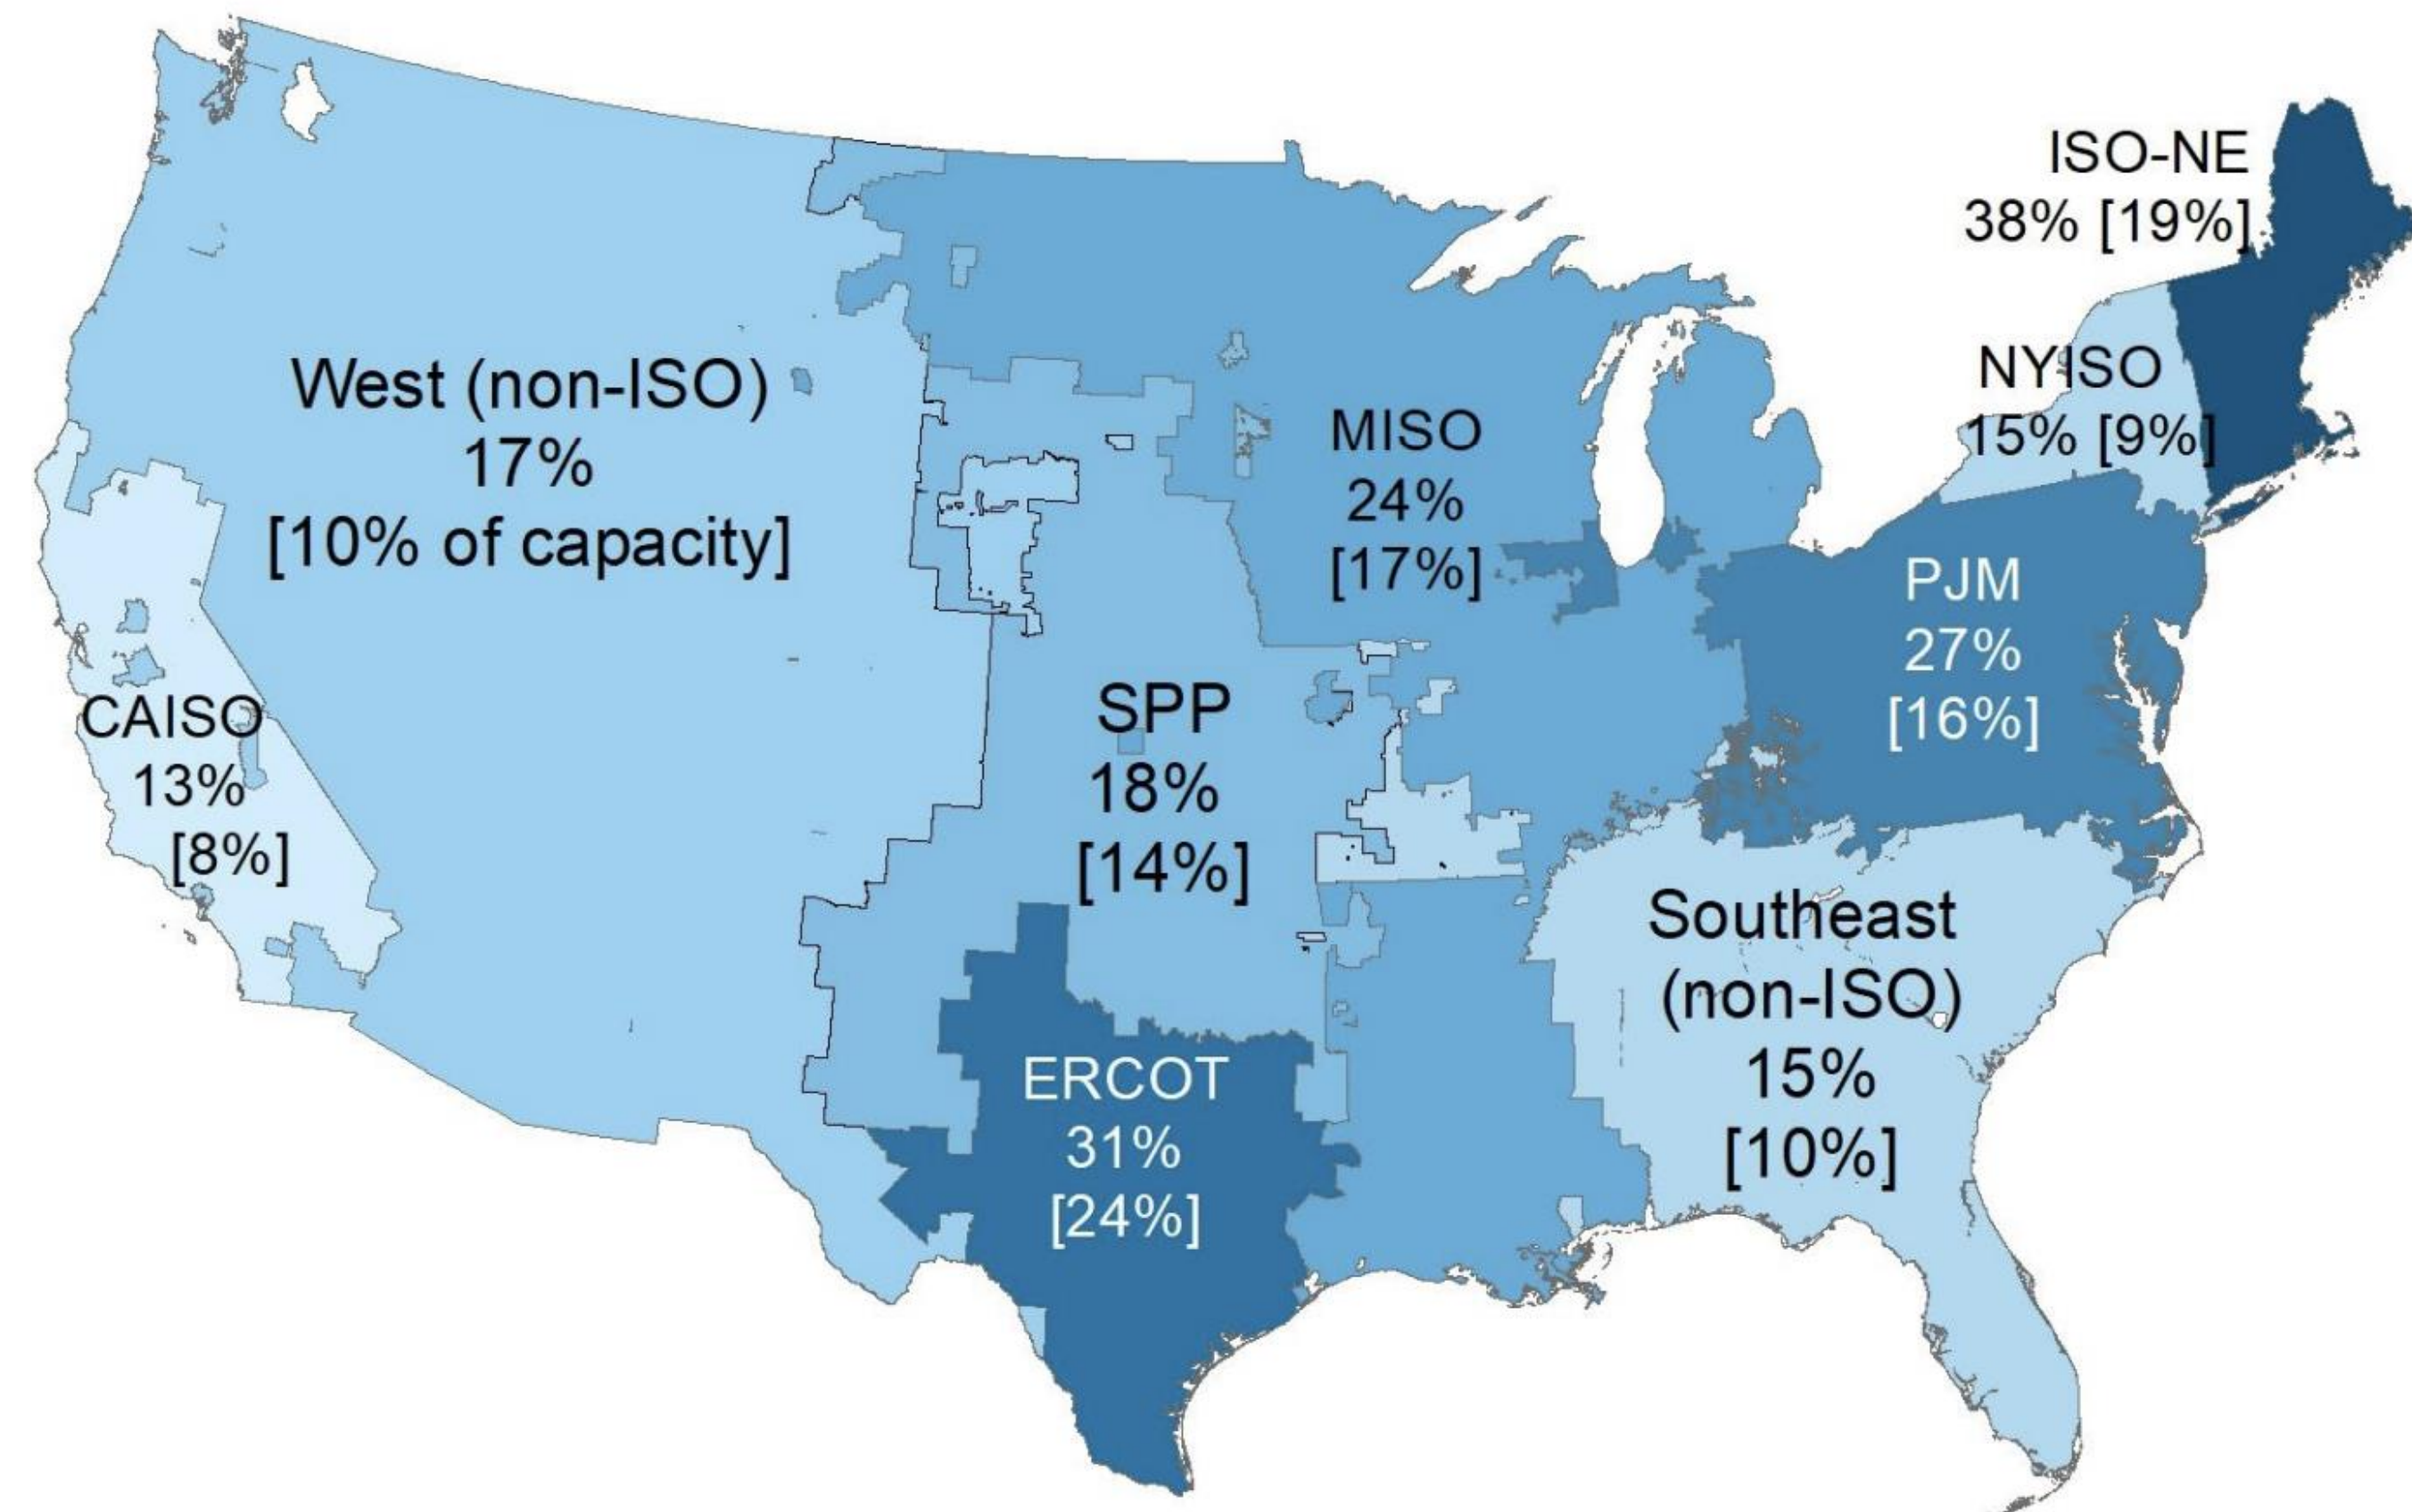 West (non-ISO)
17%
[10% of capacity]
CAISO
13%
[8%]
SPP
18%
[14%]
ERCOT
31%
[24%]
MISO
24%
[17%]
ISO-NE
38% [19%]
NYISO
15% [9%]
PJM
27%
[16%]
Southeast
(non-ISO)
15%
[10%]